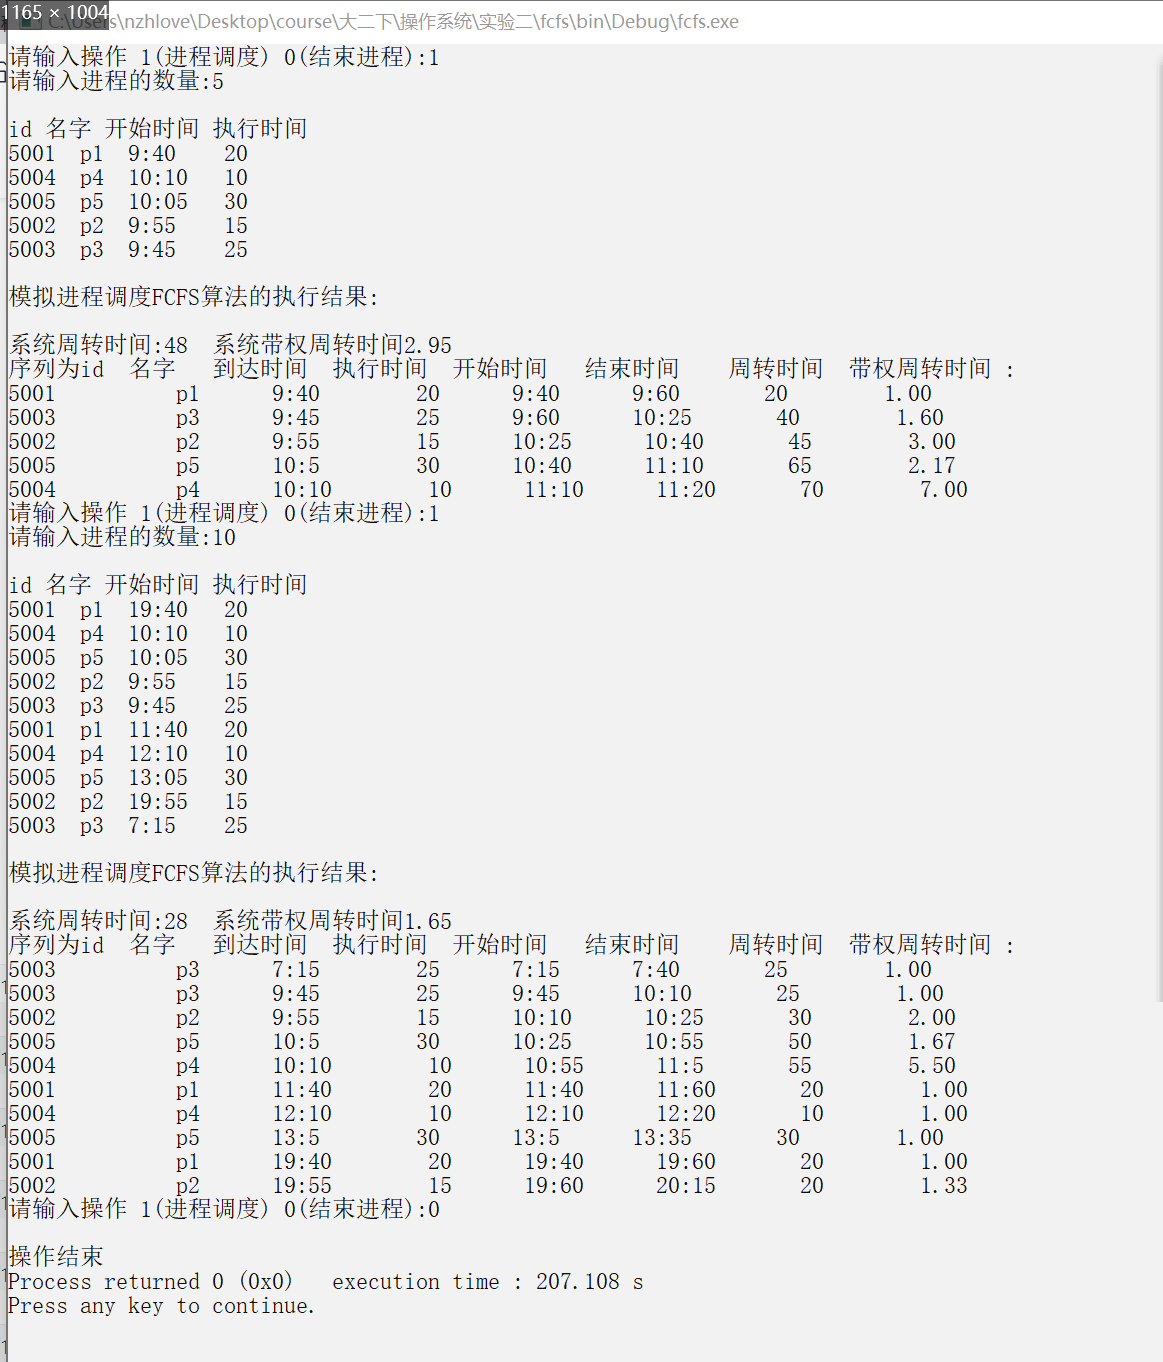 1165 × 1004
C:\Users\nzhlove\Desktop\course\大二下\操作系统\实验二\fcfs\bin\Debug\fcfs.exe
请输入操作 1(进程调度) 0(结束进程):1
请输入进程的数量:5
id 名字 开始时间 执行时间
5001 p1 9:40 20
5004 p4 10:10 10
5005 p5 10:05 30
5002 p2 9:55 15
5003 p3 9:45 25
模拟进程调度FCFS算法的执行结果:
系统周转时间:48 系统带权周转时间2.95
序列为id 名字 到达时间 执行时间 开始时间 结束时间 周转时间 带权周转时间 :
5001 p1 9:40 20 9:40 9:60 20 1.00
5003 p3 9:45 25 9:60 10:25 40 1.60
5002 p2 9:55 15 10:25 10:40 45 3.00
5005 p5 10:5 30 10:40 11:10 65 2.17
5004 p4 10:10 10 11:10 11:20 70 7.00
请输入操作 1(进程调度) 0(结束进程):1
请输入进程的数量:10
id 名字 开始时间 执行时间
5001 p1 19:40 20
5004 p4 10:10 10
5005 p5 10:05 30
5002 p2 9:55 15
5003 p3 9:45 25
5001 p1 11:40 20
5004 p4 12:10 10
5005 p5 13:05 30
5002 p2 19:55 15
5003 p3 7:15 25
模拟进程调度FCFS算法的执行结果:
系统周转时间:28 系统带权周转时间1.65
序列为id 名字 到达时间 执行时间 开始时间 结束时间 周转时间 带权周转时间 :
5003 p3 7:15 25 7:15 7:40 25 1.00
5003 p3 9:45 25 9:45 10:10 25 1.00
5002 p2 9:55 15 10:10 10:25 30 2.00
5005 p5 10:5 30 10:25 10:55 50 1.67
5004 p4 10:10 10 10:55 11:5 55 5.50
5001 p1 11:40 20 11:40 11:60 20 1.00
5004 p4 12:10 10 12:10 12:20 10 1.00
5005 p5 13:5 30 13:5 13:35 30 1.00
5001 p1 19:40 20 19:40 19:60 20 1.00
5002 p2 19:55 15 19:60 20:15 20 1.33
请输入操作 1(进程调度) 0(结束进程):0
操作结束
Process returned 0 (0x0) execution time : 207.108 s
Press any key to continue.